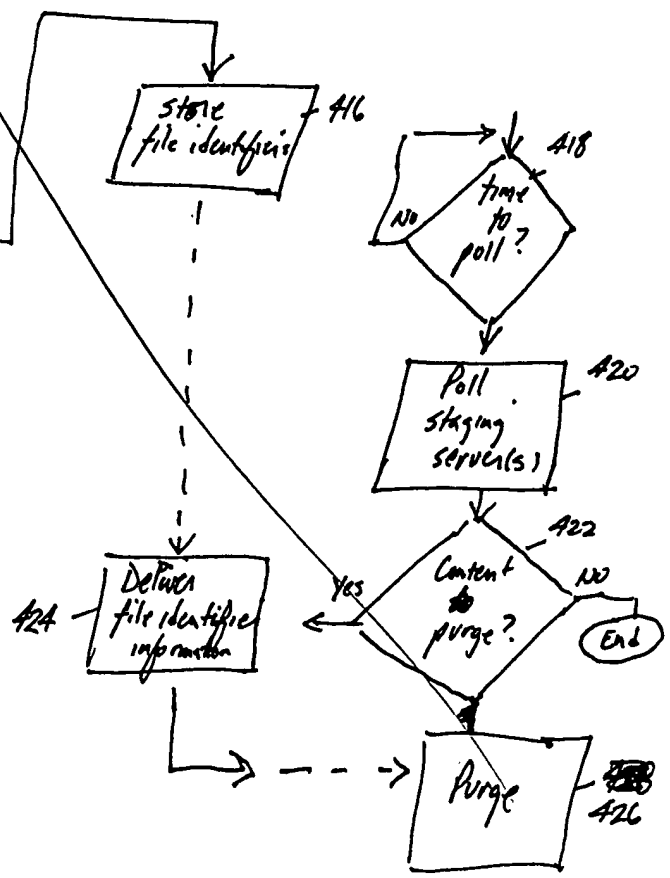 store
file identifiers
416
418
time
to
poll?
No
Poll
staging
server(s)
420
422
Content
to
purge?
Yes
NO
End
Deliver
file identifier
information
424
Purge
426